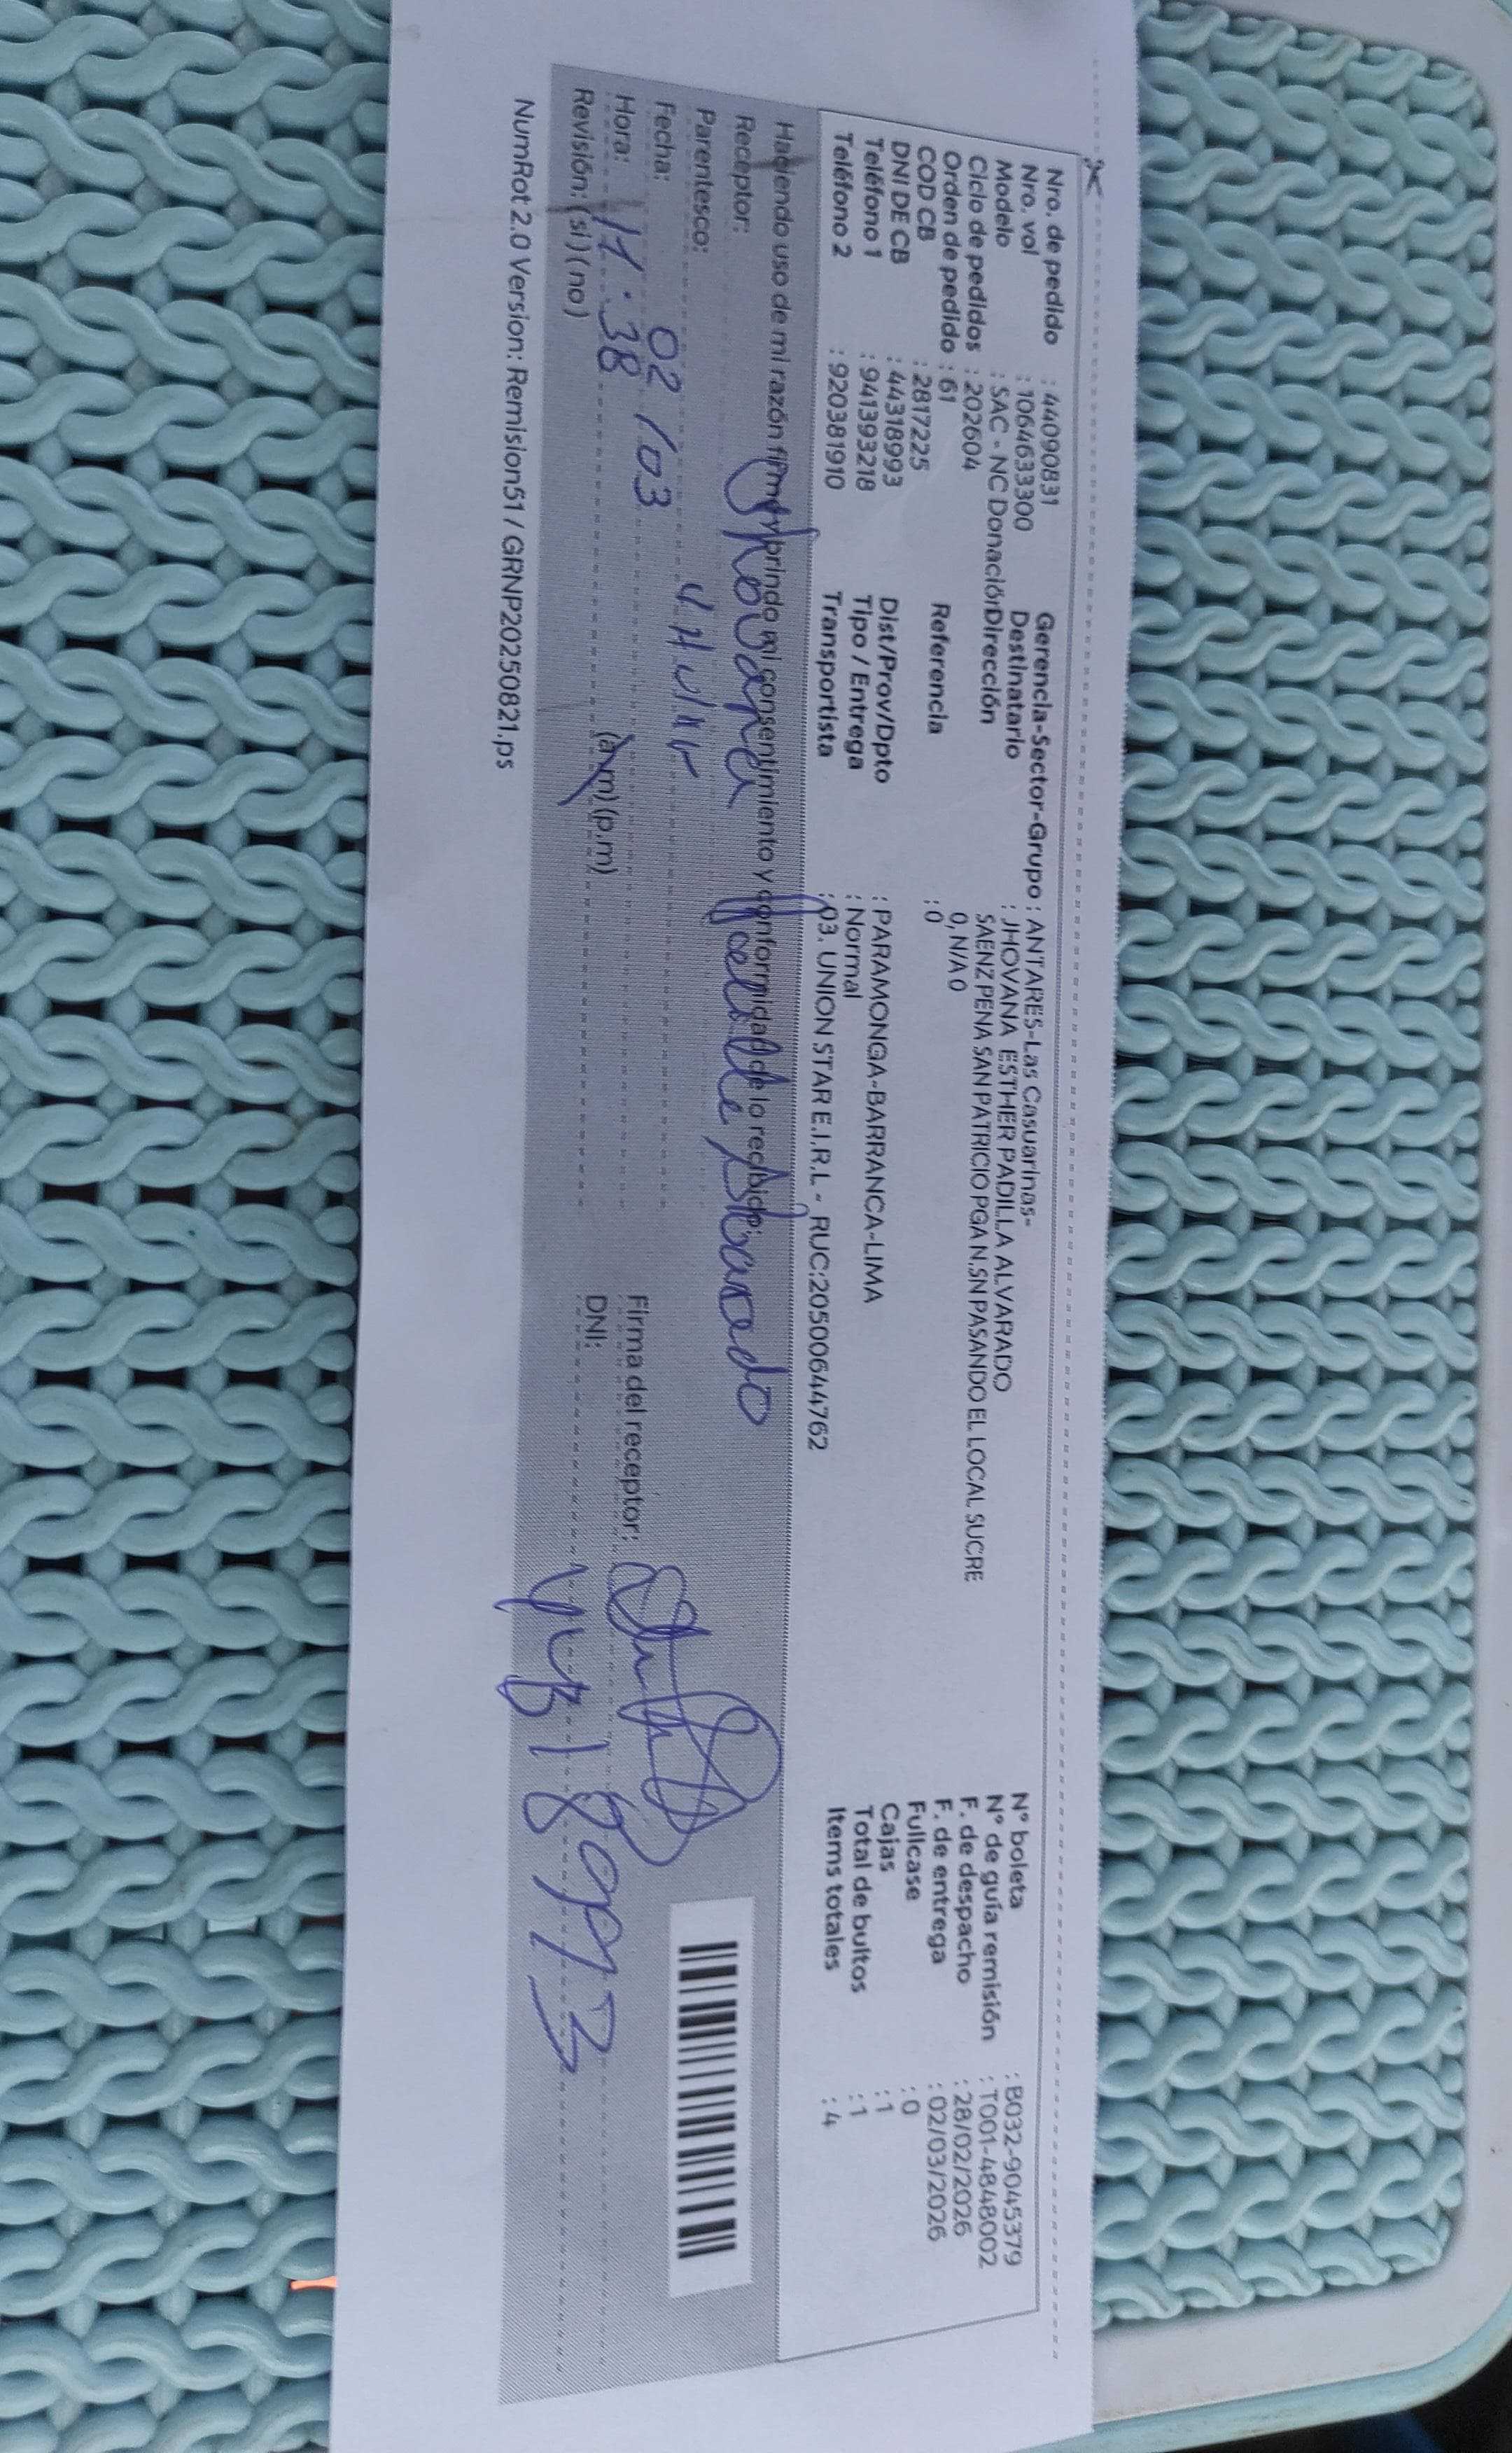 Nro. de pedido : 44090831
Nro. vol : 1064633300
Modelo : SAC - NC Donación
Ciclo de pedidos : 202604
Orden de pedido : 61
COD CB : 2817225
DNI DE CB : 44318993
Teléfono 1 : 941393218
Teléfono 2 : 920381910
Gerencia-Sector-Grupo : ANTARES-Las Casuarinas-
Destinatario : JHOVANA ESTHER PADILLA ALVARADO
Dirección SAENZ PENA SAN PATRICIO PGA N.SN PASANDO EL LOCAL SUCRE
0, N/A 0
Referencia : 0
Dist/Prov/Dpto : PARAMONGA-BARRANCA-LIMA
Tipo / Entrega : Normal
Transportista : 03. UNION STAR E.I.R.L - RUC:20500644762
N° boleta : B032-9045379
N° de guía remisión : T001-4848002
F. de despacho : 28/02/2026
F. de entrega : 02/03/2026
Fullcase : 0
Cajas : 1
Total de bultos : 1
Items totales : 4
Haciendo uso de mi razón firmo y brindo mi consentimiento y conformidad de lo recibido:
Receptor: Jhovana Padilla Alvarado
Parentesco:
Fecha: 02/03
Hora: 11:38 (a.m) (p.m)
Revisión: (si) (no)
Firma del receptor:
DNI: 44318993
NumRot 2.0 Version: Remision51 / GRNP20250821.ps